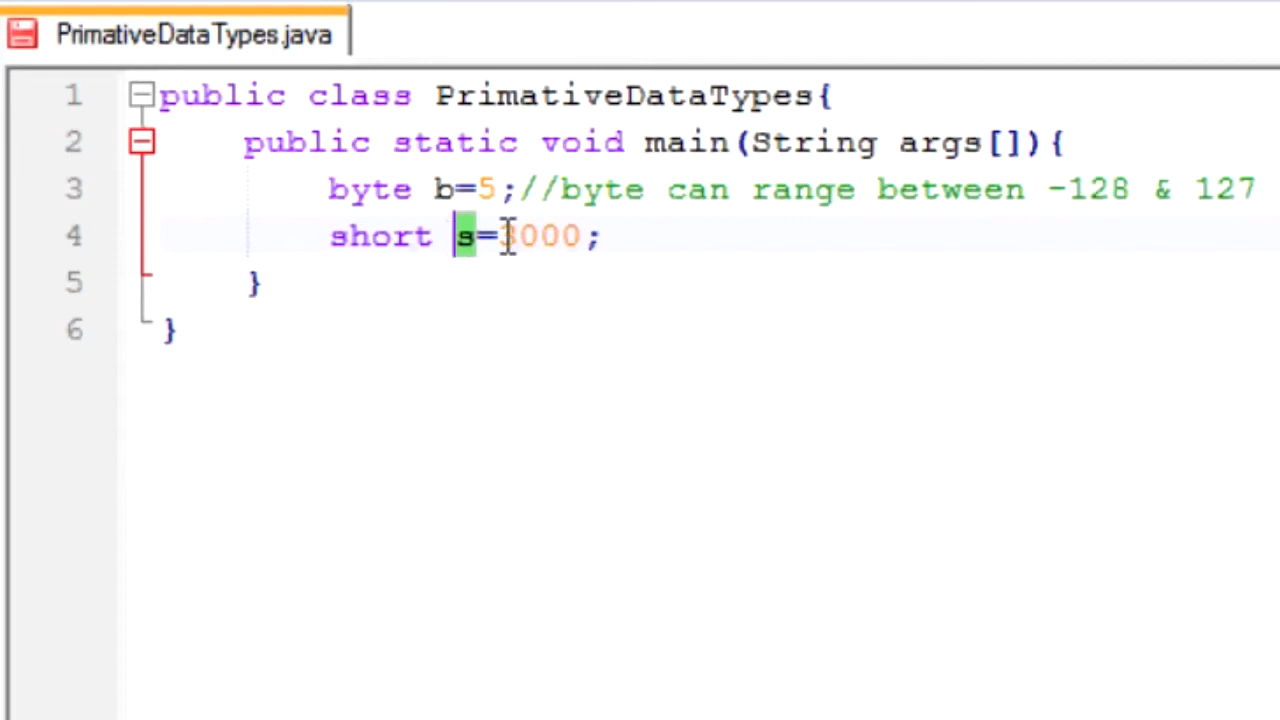 PrimativeDataTypes.java
1 public class PrimativeDataTypes{
2 public static void main(String args[]){
3 byte b=5;//byte can range between -128 & 127
4 short s=3000;
5 }
6 }